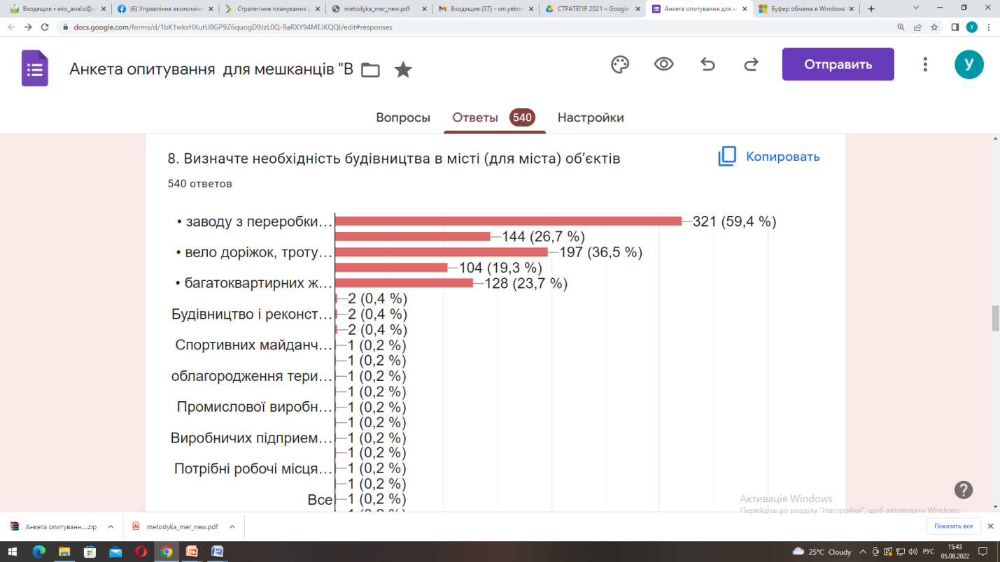 Входящие • eko_analiz@u
(6) Управління економічн
Стратегічне планування р
metodyka_mer_new.pdf
Входящие (37) - sm.yekon
СТРАТЕГІЯ 2021 – Google
Анкета опитування для м
Буфер обмена в Windows
docs.google.com/forms/d/1bK1wkxHXutU8GP9Z6quogD9JzL0Q-9aRXY94MEJKQQI/edit#responses
У
Анкета опитування для мешканців "В
Отправить
У
Вопросы
Ответы 540
Настройки
8. Визначте необхідність будівництва в місті (для міста) об’єктів
Копировать
540 ответов
• заводу з переробки… 321 (59,4 %)
144 (26,7 %)
• вело доріжок, троту… 197 (36,5 %)
104 (19,3 %)
• багатоквартирних ж… 128 (23,7 %)
2 (0,4 %)
Будівництво і реконст… 2 (0,4 %)
2 (0,4 %)
Спортивних майданч… 1 (0,2 %)
1 (0,2 %)
облагородження тери… 1 (0,2 %)
1 (0,2 %)
Промислової виробн… 1 (0,2 %)
1 (0,2 %)
Виробничих підприєм… 1 (0,2 %)
1 (0,2 %)
Потрібні робочі місця… 1 (0,2 %)
1 (0,2 %)
Все 1 (0,2 %)
Активація Windows
Перейдіть до розділу "Настройки", щоб активувати Windows.
Анкета опитуванн....zip
metodyka_mer_new.pdf
Показать все
25°C Cloudy
РУС
15:43
05.08.2022